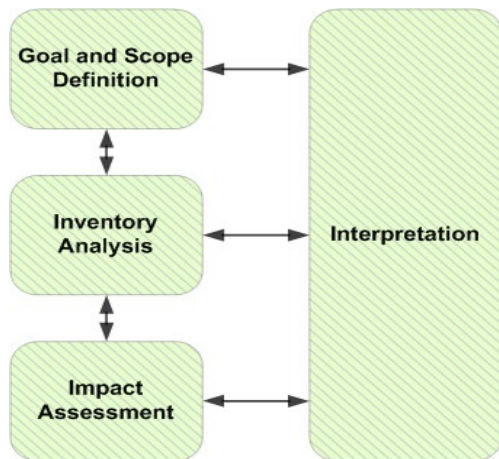 Goal and Scope
Definition
Inventory
Analysis
Interpretation
Impact
Assessment